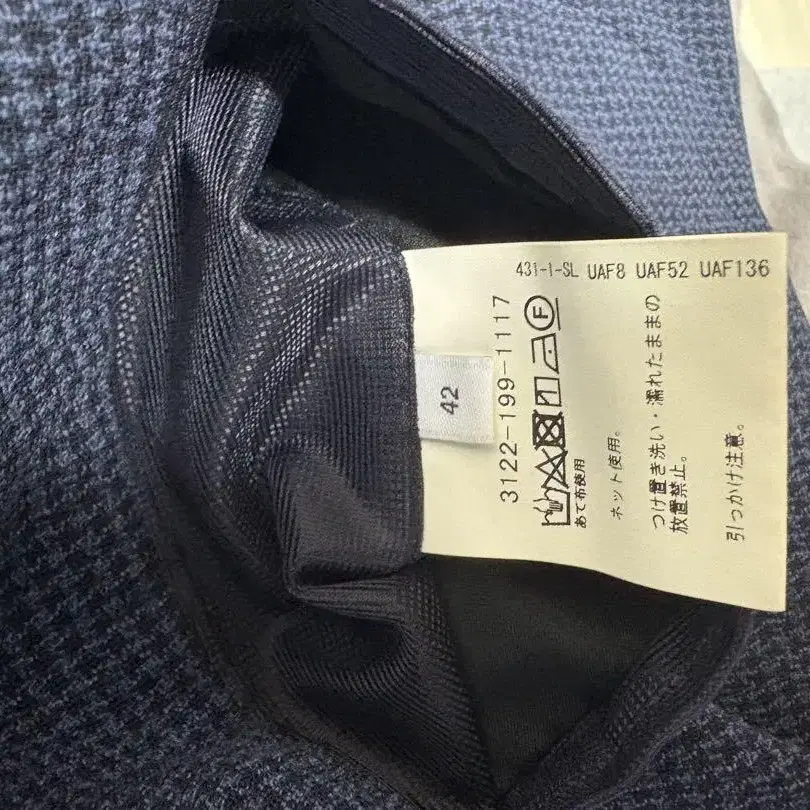 431-1-SL UAF8 UAF52 UAF136
3122-199-1117
42
あて布使用
ネット使用。
つけ置き洗い・濡れたままの
放置禁止。
引っかけ注意。